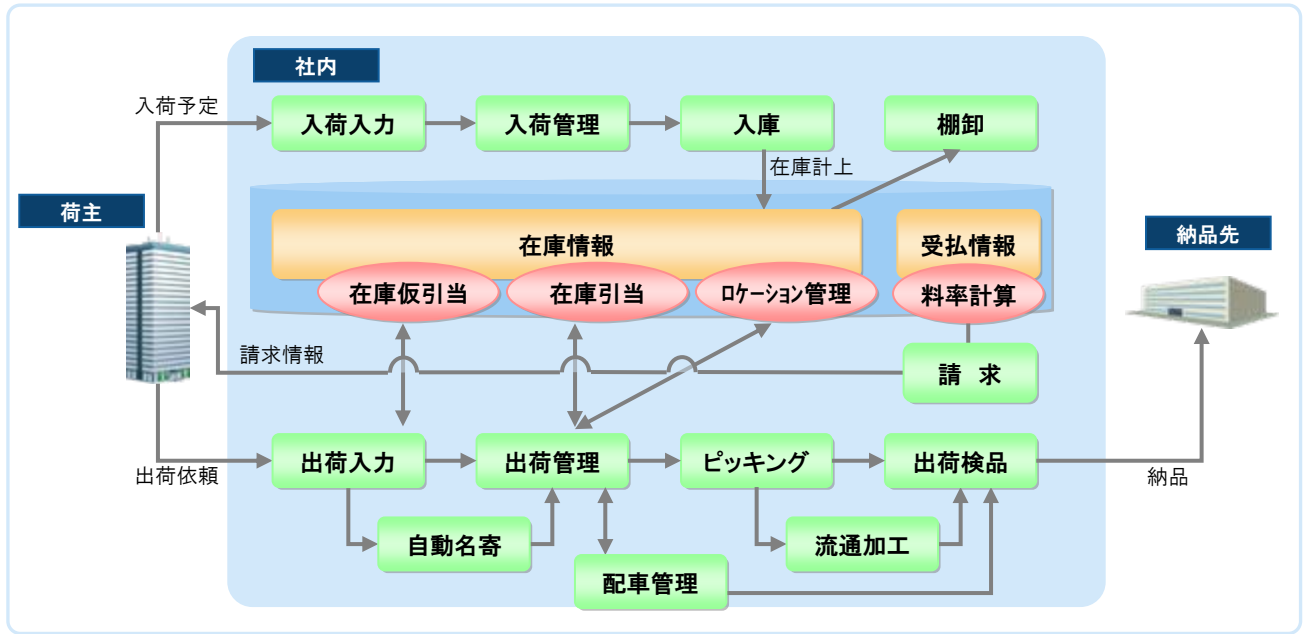 社内
入荷予定
入荷入力
入荷管理
入庫
棚卸
在庫計上
荷主
在庫情報
受払情報
納品先
在庫仮引当
在庫引当
ﾛｹｰｼｮﾝ管理
料率計算
請求情報
請 求
出荷入力
出荷管理
ピッキング
出荷検品
出荷依頼
納品
自動名寄
流通加工
配車管理